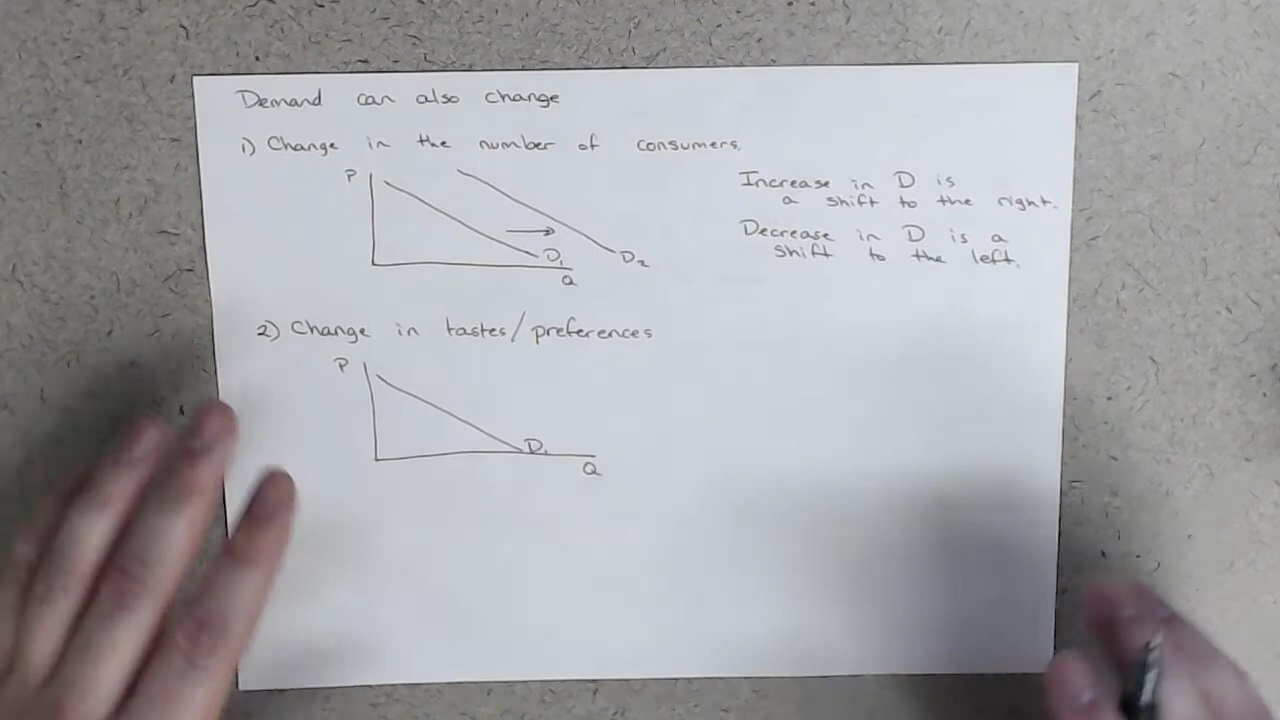 Demand can also change
1) Change in the number of consumers.
P
D₁
D₂
Q
Increase in D is
a shift to the right.
Decrease in D is a
shift to the left.
2) Change in tastes/preferences
P
D₁
Q